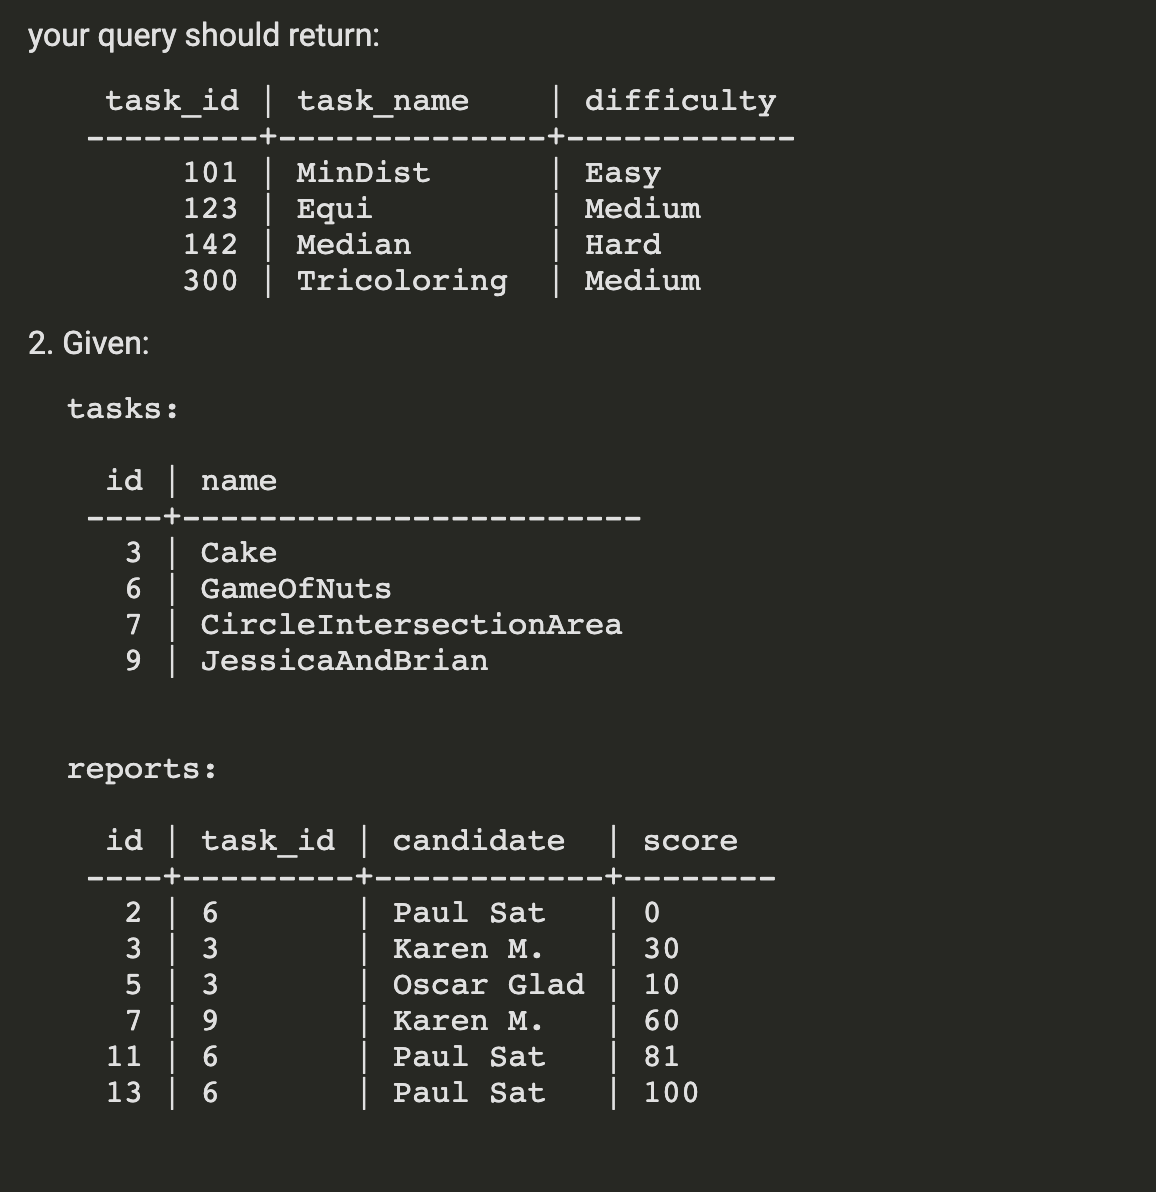 your query should return:
task_id | task_name | difficulty
---------+--------------+------------
101 | MinDist | Easy
123 | Equi | Medium
142 | Median | Hard
300 | Tricoloring | Medium
2. Given:
tasks:
id | name
----+------------------------
3 | Cake
6 | GameOfNuts
7 | CircleIntersectionArea
9 | JessicaAndBrian
reports:
id | task_id | candidate | score
----+---------+------------+--------
2 | 6 | Paul Sat | 0
3 | 3 | Karen M. | 30
5 | 3 | Oscar Glad | 10
7 | 9 | Karen M. | 60
11 | 6 | Paul Sat | 81
13 | 6 | Paul Sat | 100